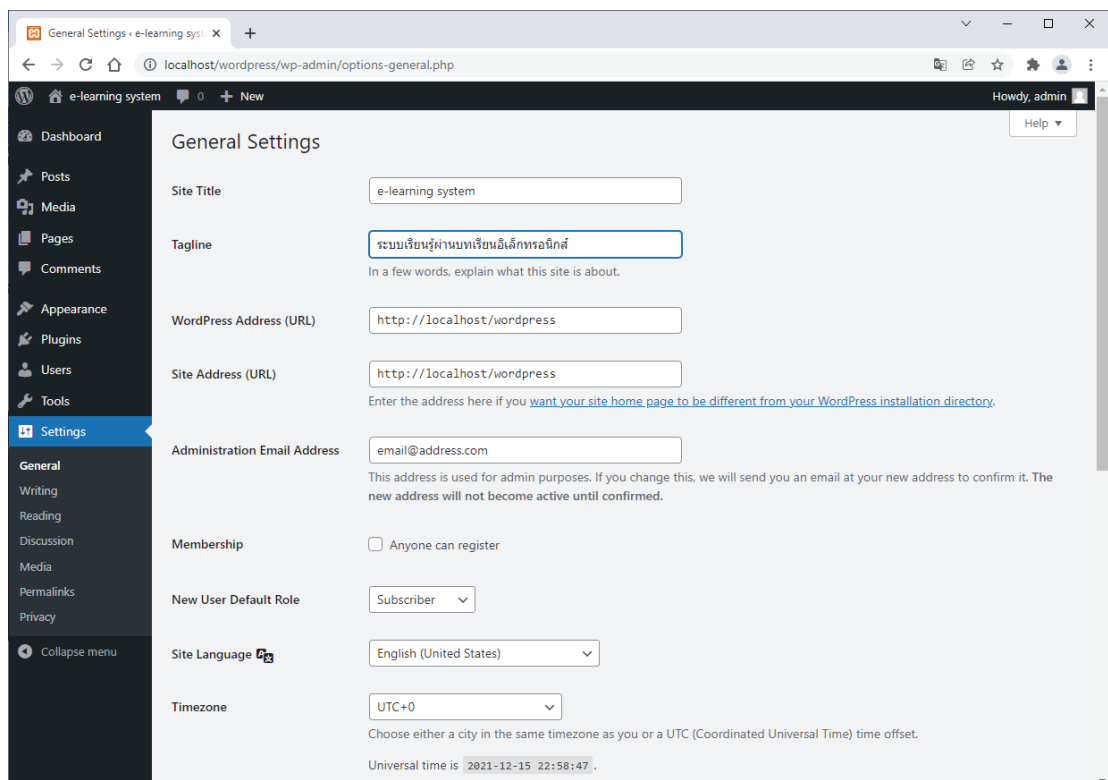 General Settings ‹ e-learning syst
localhost/wordpress/wp-admin/options-general.php
e-learning system 0 New Howdy, admin
Help
Dashboard
Posts
Media
Pages
Comments
Appearance
Plugins
Users
Tools
Settings
General
Writing
Reading
Discussion
Media
Permalinks
Privacy
Collapse menu
General Settings
Site Title e-learning system
Tagline ระบบเรียนรู้ผ่านบทเรียนอิเล็กทรอนิกส์
In a few words, explain what this site is about.
WordPress Address (URL) http://localhost/wordpress
Site Address (URL) http://localhost/wordpress
Enter the address here if you want your site home page to be different from your WordPress installation directory.
Administration Email Address email@address.com
This address is used for admin purposes. If you change this, we will send you an email at your new address to confirm it. The
new address will not become active until confirmed.
Membership Anyone can register
New User Default Role Subscriber
Site Language English (United States)
Timezone UTC+0
Choose either a city in the same timezone as you or a UTC (Coordinated Universal Time) time offset.
Universal time is 2021-12-15 22:58:47 .